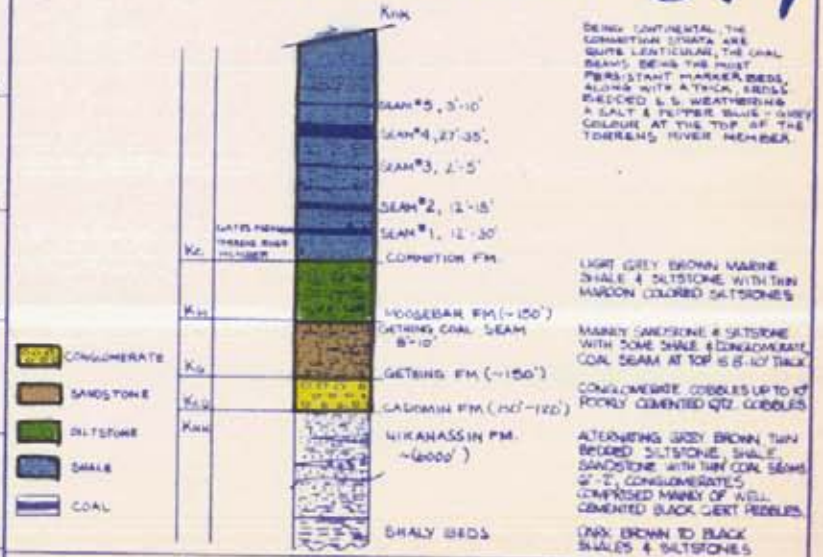 KNK
BEING CONTINENTAL, THE
COMMOTION STRATA ARE
QUITE LENTICULAR, THE COAL
SEAMS BEING THE MOST
PERSISTANT MARKER BEDS,
ALONG WITH A THICK, CROSS
BEDDED S.S. WEATHERING
A SALT & PEPPER BLUE-GREY
COLOUR AT THE TOP OF THE
TORRENS RIVER MEMBER.
SEAM #5, 3'-10'
SEAM #4, 27'-35'
SEAM #3, 2'-5'
SEAM #2, 12'-18'
SEAM #1, 12'-20'
GATES MEMBER
TORRENS RIVER
MEMBER
KC
COMMOTION FM.
LIGHT GREY BROWN MARINE
SHALE & SILTSTONE WITH THIN
MAROON COLORED SILTSTONES
KM
MOOSEBAR FM (~150')
GETHING COAL SEAM
8'-10'
MAINLY SANDSTONE & SILTSTONE
WITH SOME SHALE & CONGLOMERATE,
COAL SEAM AT TOP IS 8'-10' THICK
KG
GETHING FM (~150')
CONGLOMERATE COBBLES UP TO 10"
POORLY CEMENTED QTZ. COBBLES
KCD
CADOMIN FM
KNK
NIKANASSIN FM.
~(6000')
ALTERNATING GREY BROWN THIN
BEDDED SILTSTONE, SHALE,
SANDSTONE WITH THIN COAL SEAMS
CONGLOMERATES
COMPRISED MAINLY OF WELL
CEMENTED BLACK CHERT PEBBLES.
SHALY BEDS
DARK BROWN TO BLACK
SHALES & SILTSTONES
CONGLOMERATE
SANDSTONE
SILTSTONE
SHALE
COAL